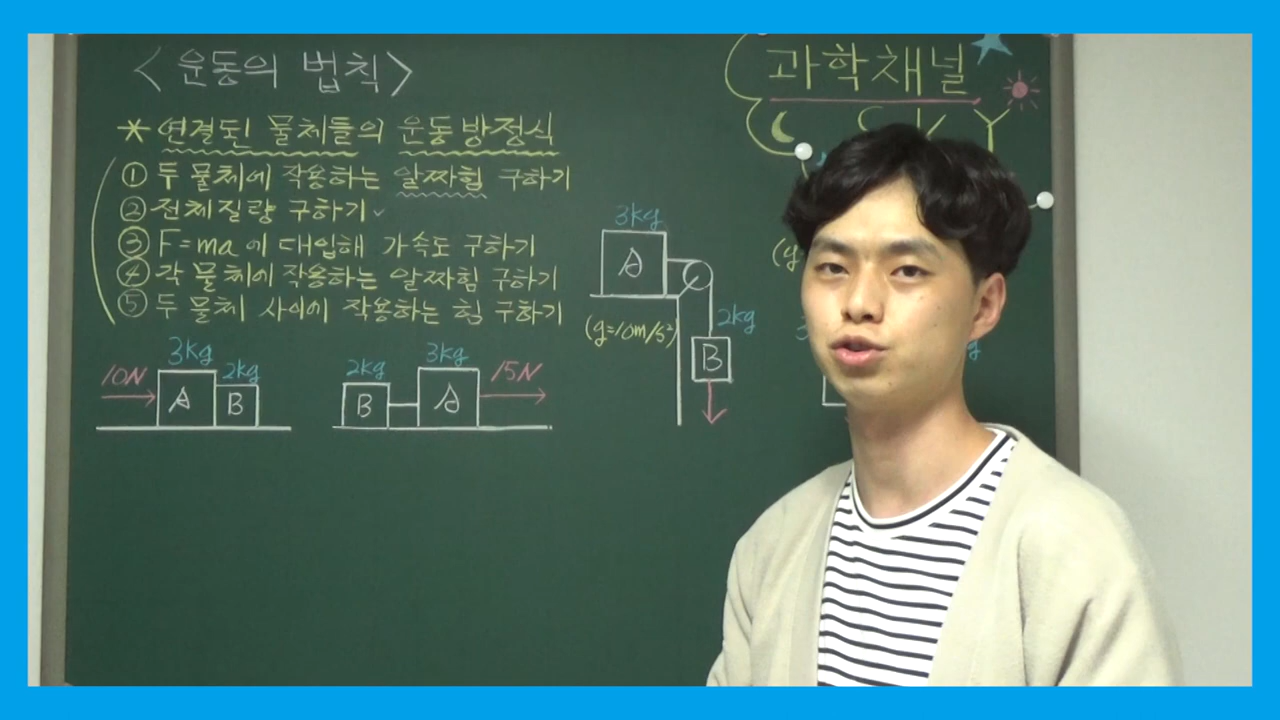 <운동의 법칙>
* 연결된 물체들의 운동방정식
① 두 물체에 작용하는 알짜힘 구하기
② 전체질량 구하기
③ F=ma에 대입해 가속도 구하기
④ 각 물체에 작용하는 알짜힘 구하기
⑤ 두 물체 사이에 작용하는 힘 구하기
10N
3kg
2kg
A
B
2kg
3kg
15N
B
A
3kg
A
(g=10m/s²)
2kg
B
과학채널
S K Y
(g
3
g